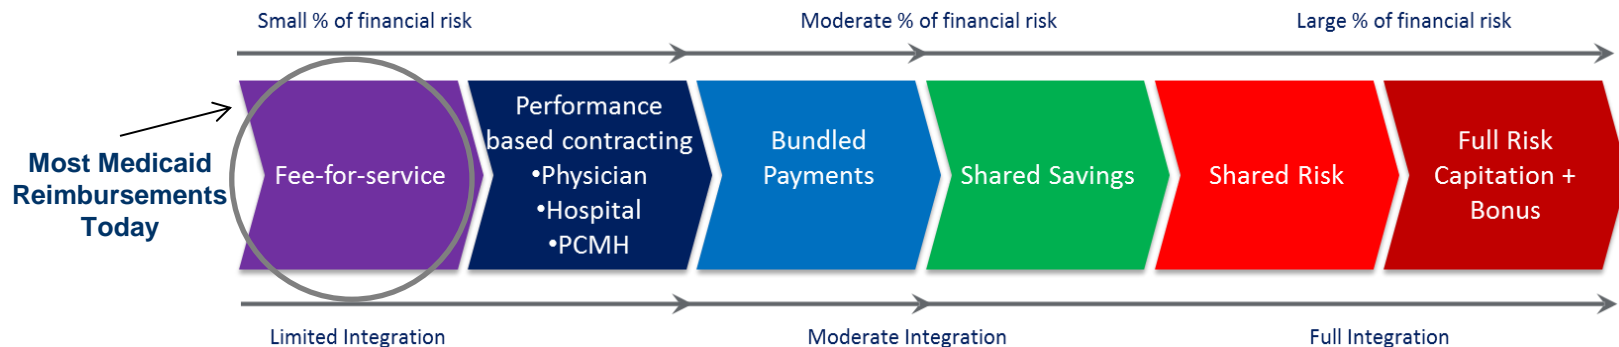 Small % of financial risk
Moderate % of financial risk
Large % of financial risk
Most Medicaid
Reimbursements
Today
Fee-for-service
Performance
based contracting
•Physician
•Hospital
•PCMH
Bundled
Payments
Shared Savings
Shared Risk
Full Risk
Capitation +
Bonus
Limited Integration
Moderate Integration
Full Integration